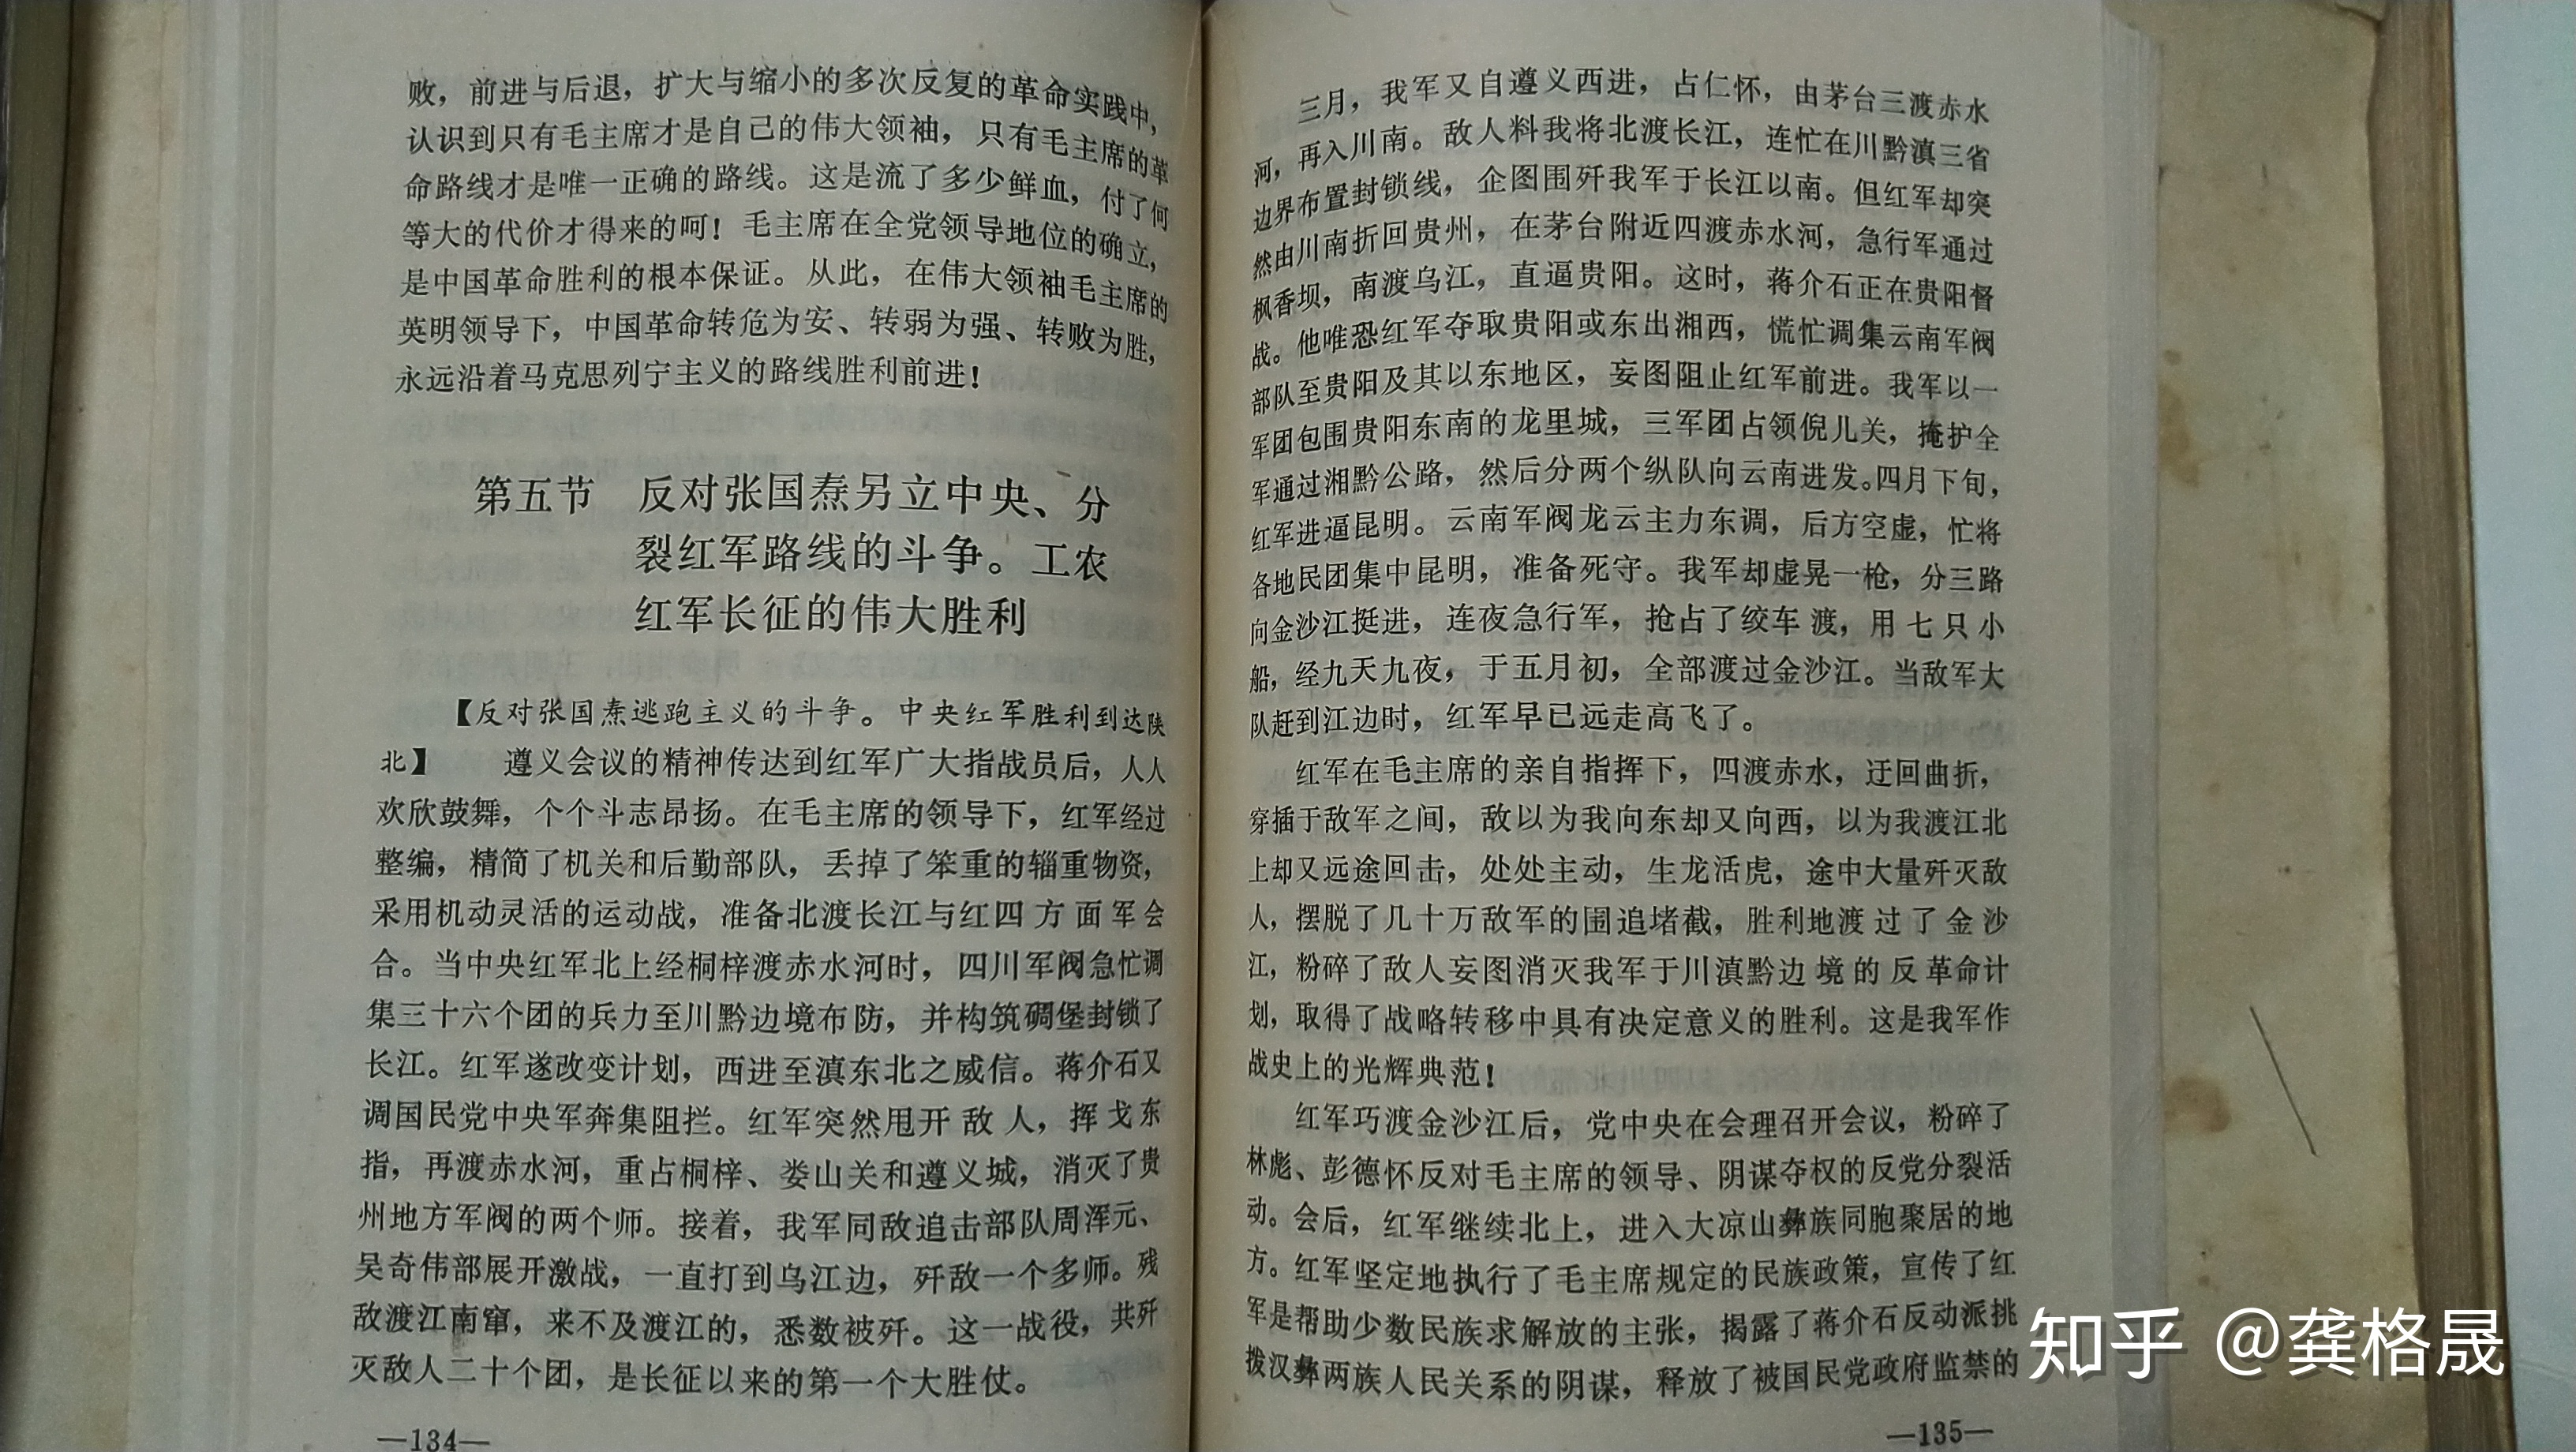 败，前进与后退，扩大与缩小的多次反复的革命实践中，
认识到只有毛主席才是自己的伟大领袖，只有毛主席的革
命路线才是唯一正确的路线。这是流了多少鲜血，付了何
等大的代价才得来的呵！毛主席在全党领导地位的确立，
是中国革命胜利的根本保证。从此，在伟大领袖毛主席的
英明领导下，中国革命转危为安、转弱为强、转败为胜，
永远沿着马克思列宁主义的路线胜利前进！
第五节 反对张国焘另立中央、分
裂红军路线的斗争。工农
红军长征的伟大胜利
【反对张国焘逃跑主义的斗争。中央红军胜利到达陕
北】 遵义会议的精神传达到红军广大指战员后，人人
欢欣鼓舞，个个斗志昂扬。在毛主席的领导下，红军经过
整编，精简了机关和后勤部队，丢掉了笨重的辎重物资，
采用机动灵活的运动战，准备北渡长江与红四方面军会
合。当中央红军北上经桐梓渡赤水河时，四川军阀急忙调
集三十六个团的兵力至川黔边境布防，并构筑碉堡封锁了
长江。红军遂改变计划，西进至滇东北之威信。蒋介石又
调国民党中央军奔集阻拦。红军突然甩开敌人，挥戈东
指，再渡赤水河，重占桐梓、娄山关和遵义城，消灭了贵
州地方军阀的两个师。接着，我军同敌追击部队周浑元、
吴奇伟部展开激战，一直打到乌江边，歼敌一个多师。残
敌渡江南窜，来不及渡江的，悉数被歼。这一战役，共歼
灭敌人二十个团，是长征以来的第一个大胜仗。
—134—
三月，我军又自遵义西进，占仁怀，由茅台三渡赤水
河，再入川南。敌人料我将北渡长江，连忙在川黔滇三省
边界布置封锁线，企图围歼我军于长江以南。但红军却突
然由川南折回贵州，在茅台附近四渡赤水河，急行军通过
枫香坝，南渡乌江，直逼贵阳。这时，蒋介石正在贵阳督
战。他唯恐红军夺取贵阳或东出湘西，慌忙调集云南军阀
部队至贵阳及其以东地区，妄图阻止红军前进。我军以一
军团包围贵阳东南的龙里城，三军团占领倪儿关，掩护全
军通过湘黔公路，然后分两个纵队向云南进发。四月下旬，
红军进逼昆明。云南军阀龙云主力东调，后方空虚，忙将
各地民团集中昆明，准备死守。我军却虚晃一枪，分三路
向金沙江挺进，连夜急行军，抢占了绞车渡，用七只小
船，经九天九夜，于五月初，全部渡过金沙江。当敌军大
队赶到江边时，红军早已远走高飞了。
红军在毛主席的亲自指挥下，四渡赤水，迂回曲折，
穿插于敌军之间，敌以为我向东却又向西，以为我渡江北
上却又远途回击，处处主动，生龙活虎，途中大量歼灭敌
人，摆脱了几十万敌军的围追堵截，胜利地渡过了金沙
江，粉碎了敌人妄图消灭我军于川滇黔边境的反革命计
划，取得了战略转移中具有决定意义的胜利。这是我军作
战史上的光辉典范！
红军巧渡金沙江后，党中央在会理召开会议，粉碎了
林彪、彭德怀反对毛主席的领导、阴谋夺权的反党分裂活
动。会后，红军继续北上，进入大凉山彝族同胞聚居的地
方。红军坚定地执行了毛主席规定的民族政策，宣传了红
军是帮助少数民族求解放的主张，揭露了蒋介石反动派挑
拨汉彝两族人民关系的阴谋，释放了被国民党政府监禁的
—135—
知乎 @龚格晟